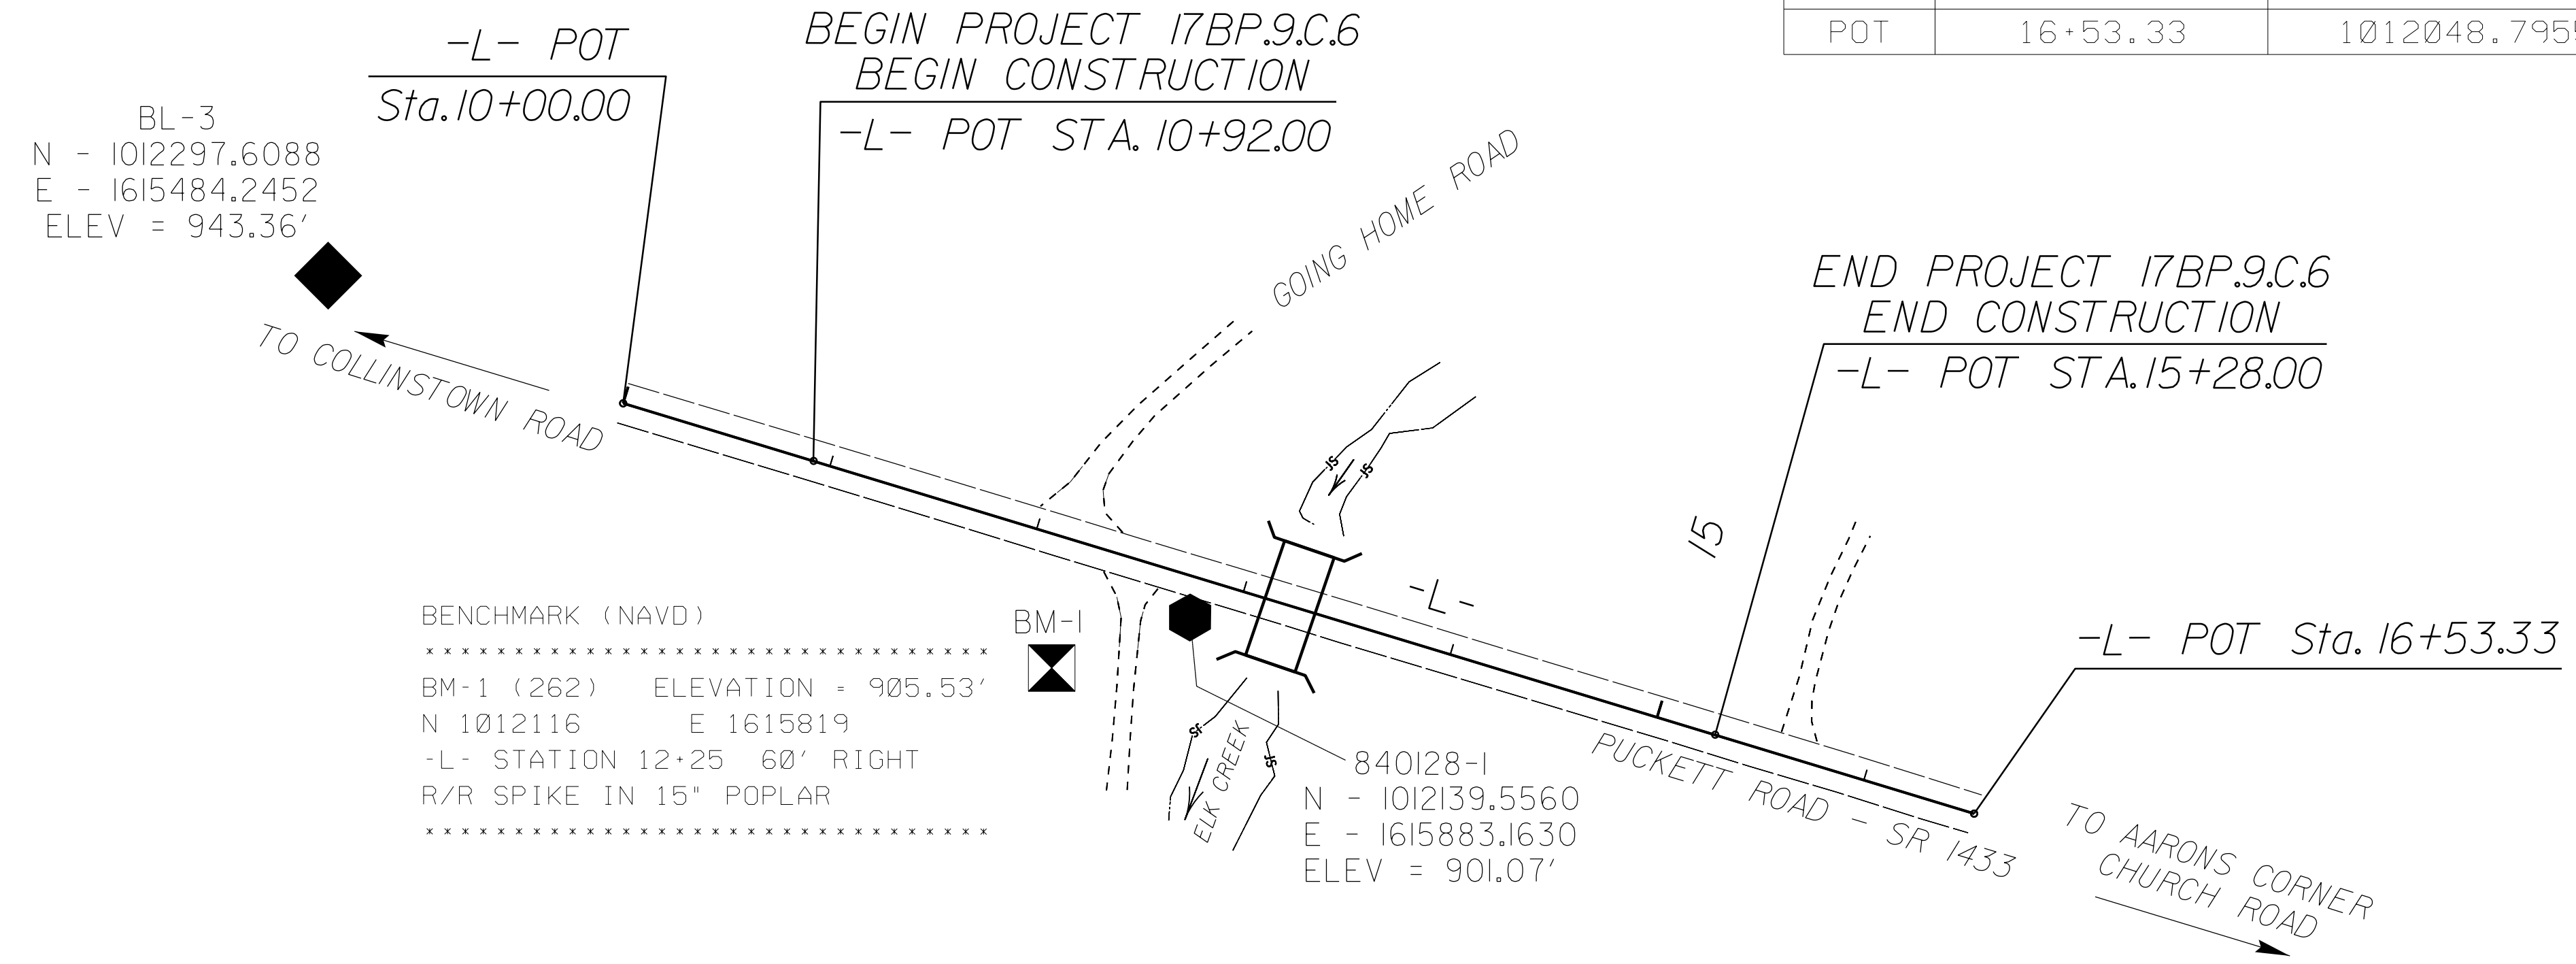 POT 16+53.33
-L- POT
Sta. 10+00.00
BEGIN PROJECT 17BP.9.C.6
BEGIN CONSTRUCTION
-L- POT STA. 10+92.00
BL-3
N - 1012297.6088
E - 1615484.2452
ELEV = 943.36'
GOING HOME ROAD
TO COLLINSTOWN ROAD
END PROJECT 17BP.9.C.6
END CONSTRUCTION
-L- POT STA. 15+28.00
JS JS
15
-L-
BENCHMARK (NAVD)
********************************
BM-1 (262) ELEVATION = 905.53'
N 1012116 E 1615819
-L- STATION 12+25 60' RIGHT
R/R SPIKE IN 15" POPLAR
********************************
BM-1
-L- POT Sta. 16+53.33
JS JS
ELK CREEK
840128-1
N - 1012139.5560
E - 1615883.1630
ELEV = 901.07'
PUCKETT ROAD - SR 1433
TO AARONS CORNER
CHURCH ROAD